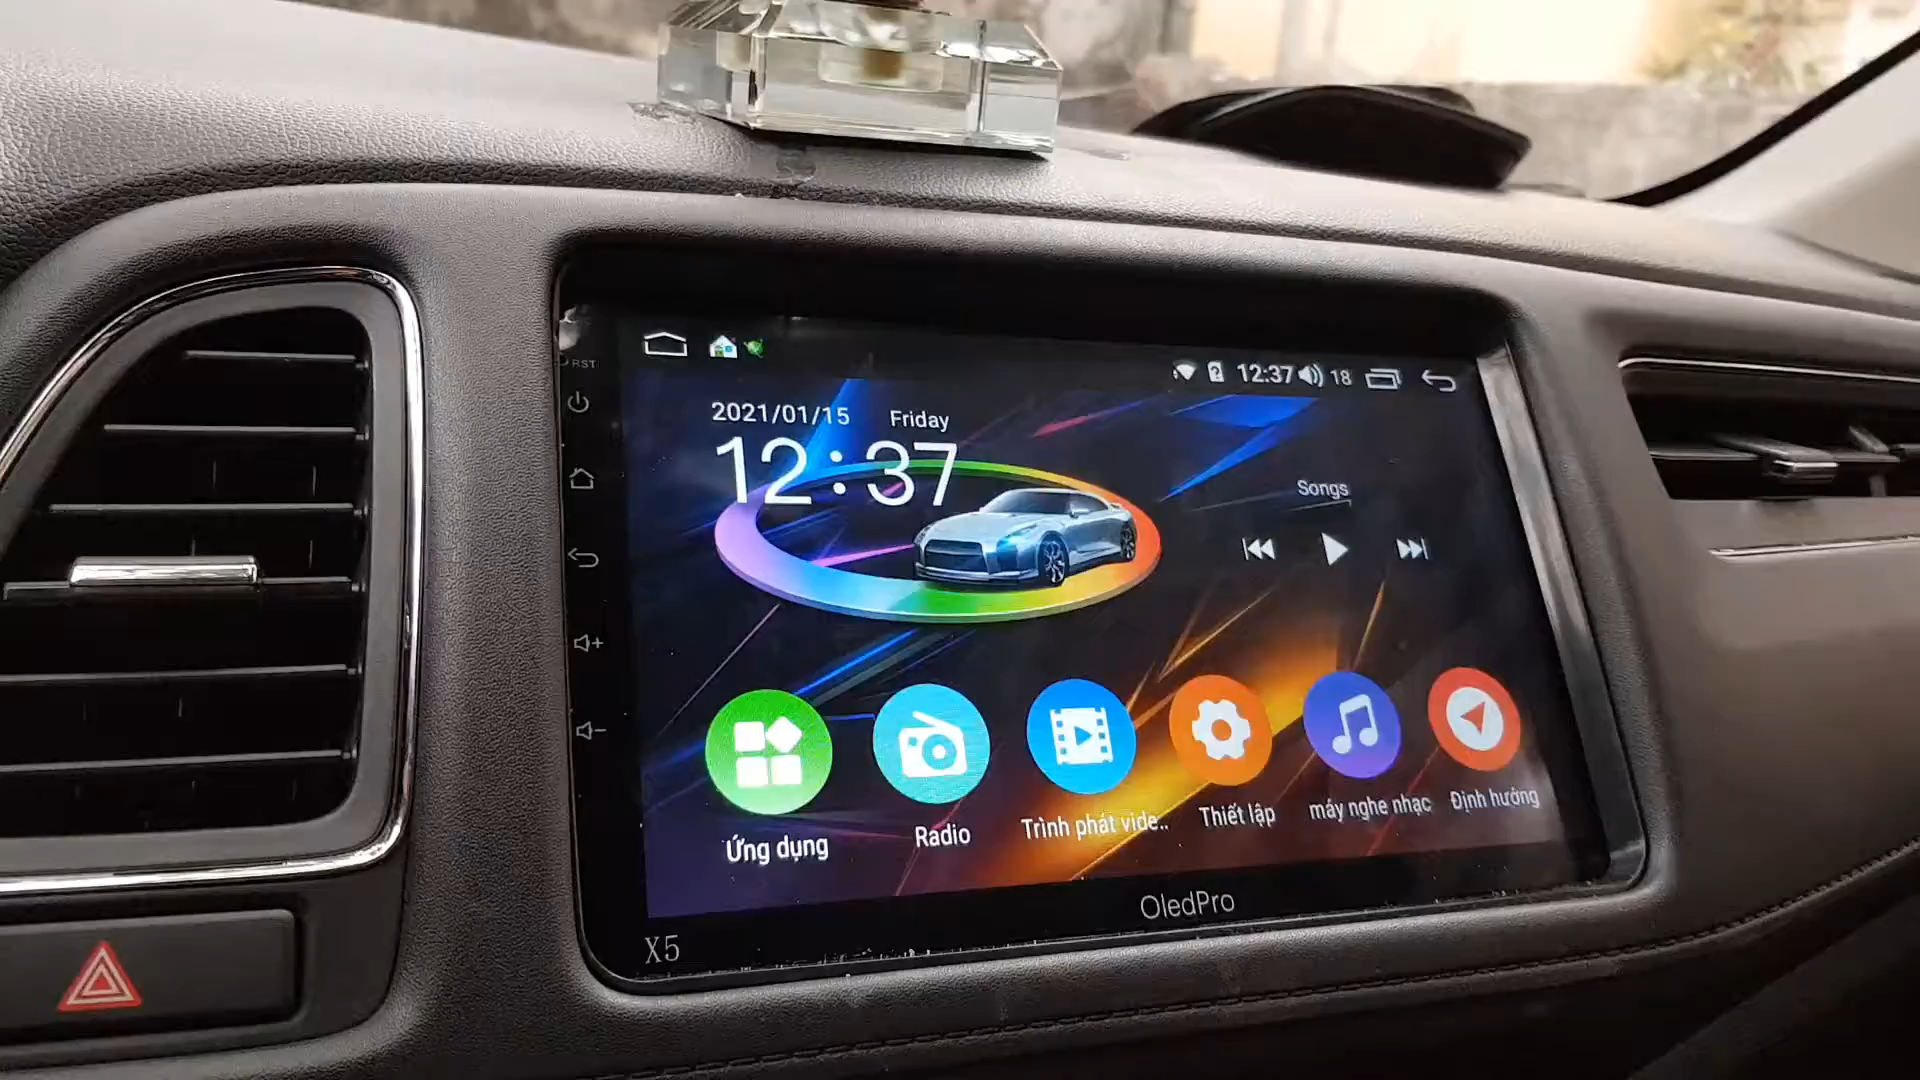 RST
12:37 18
2021/01/15 Friday
12:37
Songs
Ứng dụng
Radio
Trình phát vide..
Thiết lập
máy nghe nhạc
Định hướng
OledPro
X5